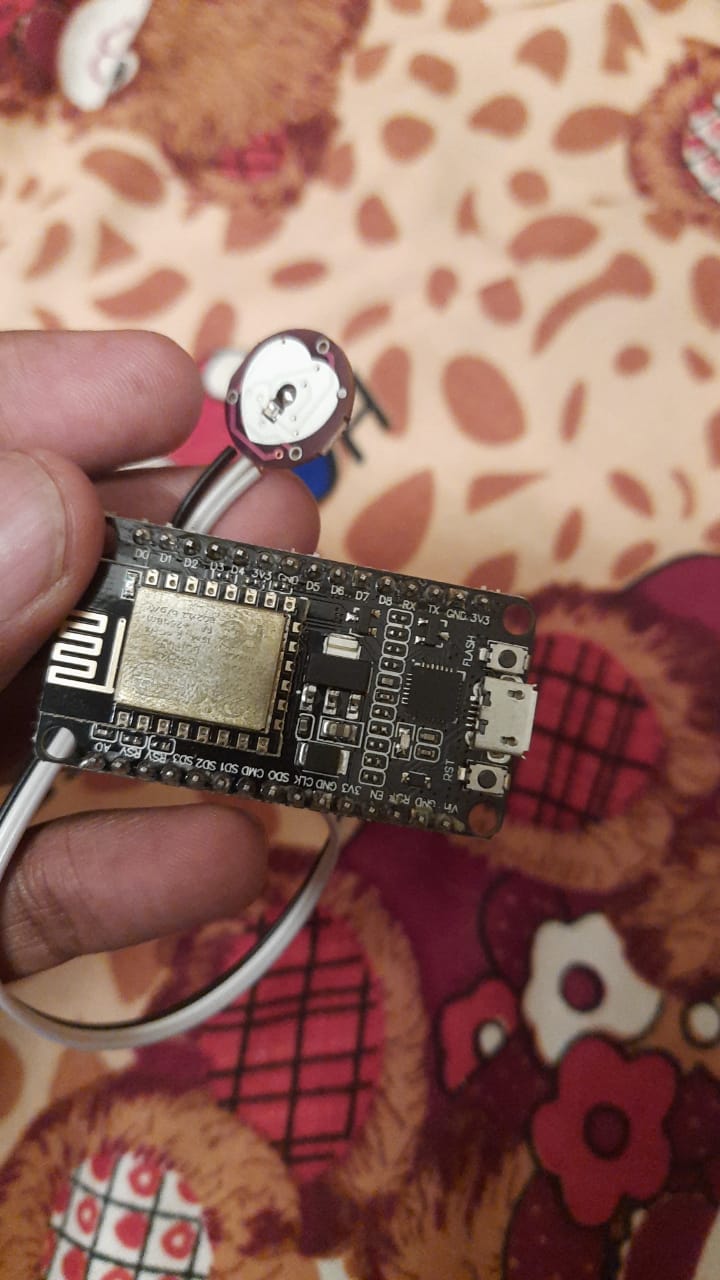 D0 D1 D2 D3 D4 3V3 GND D5 D6 D7 D8 RX TX GND 3V3
FLASH
RST
A0 RSV RSV SD3 SD2 SD1 CMD SD0 CLK GND 3V3 EN RST GND Vin